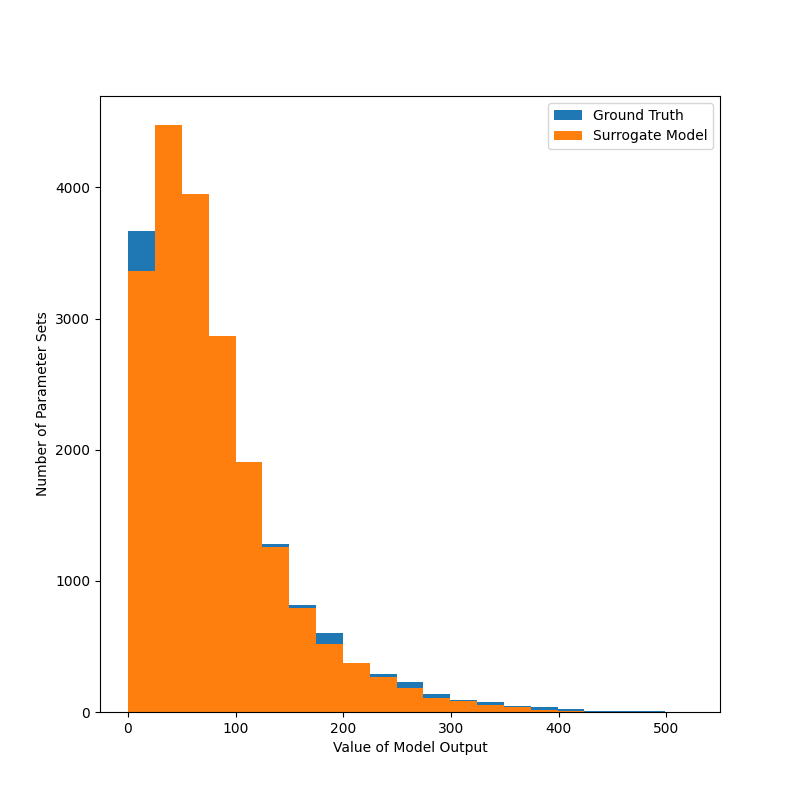 Ground Truth
Surrogate Model
4000
3000
2000
1000
0
Number of Parameter Sets
0 100 200 300 400 500
Value of Model Output